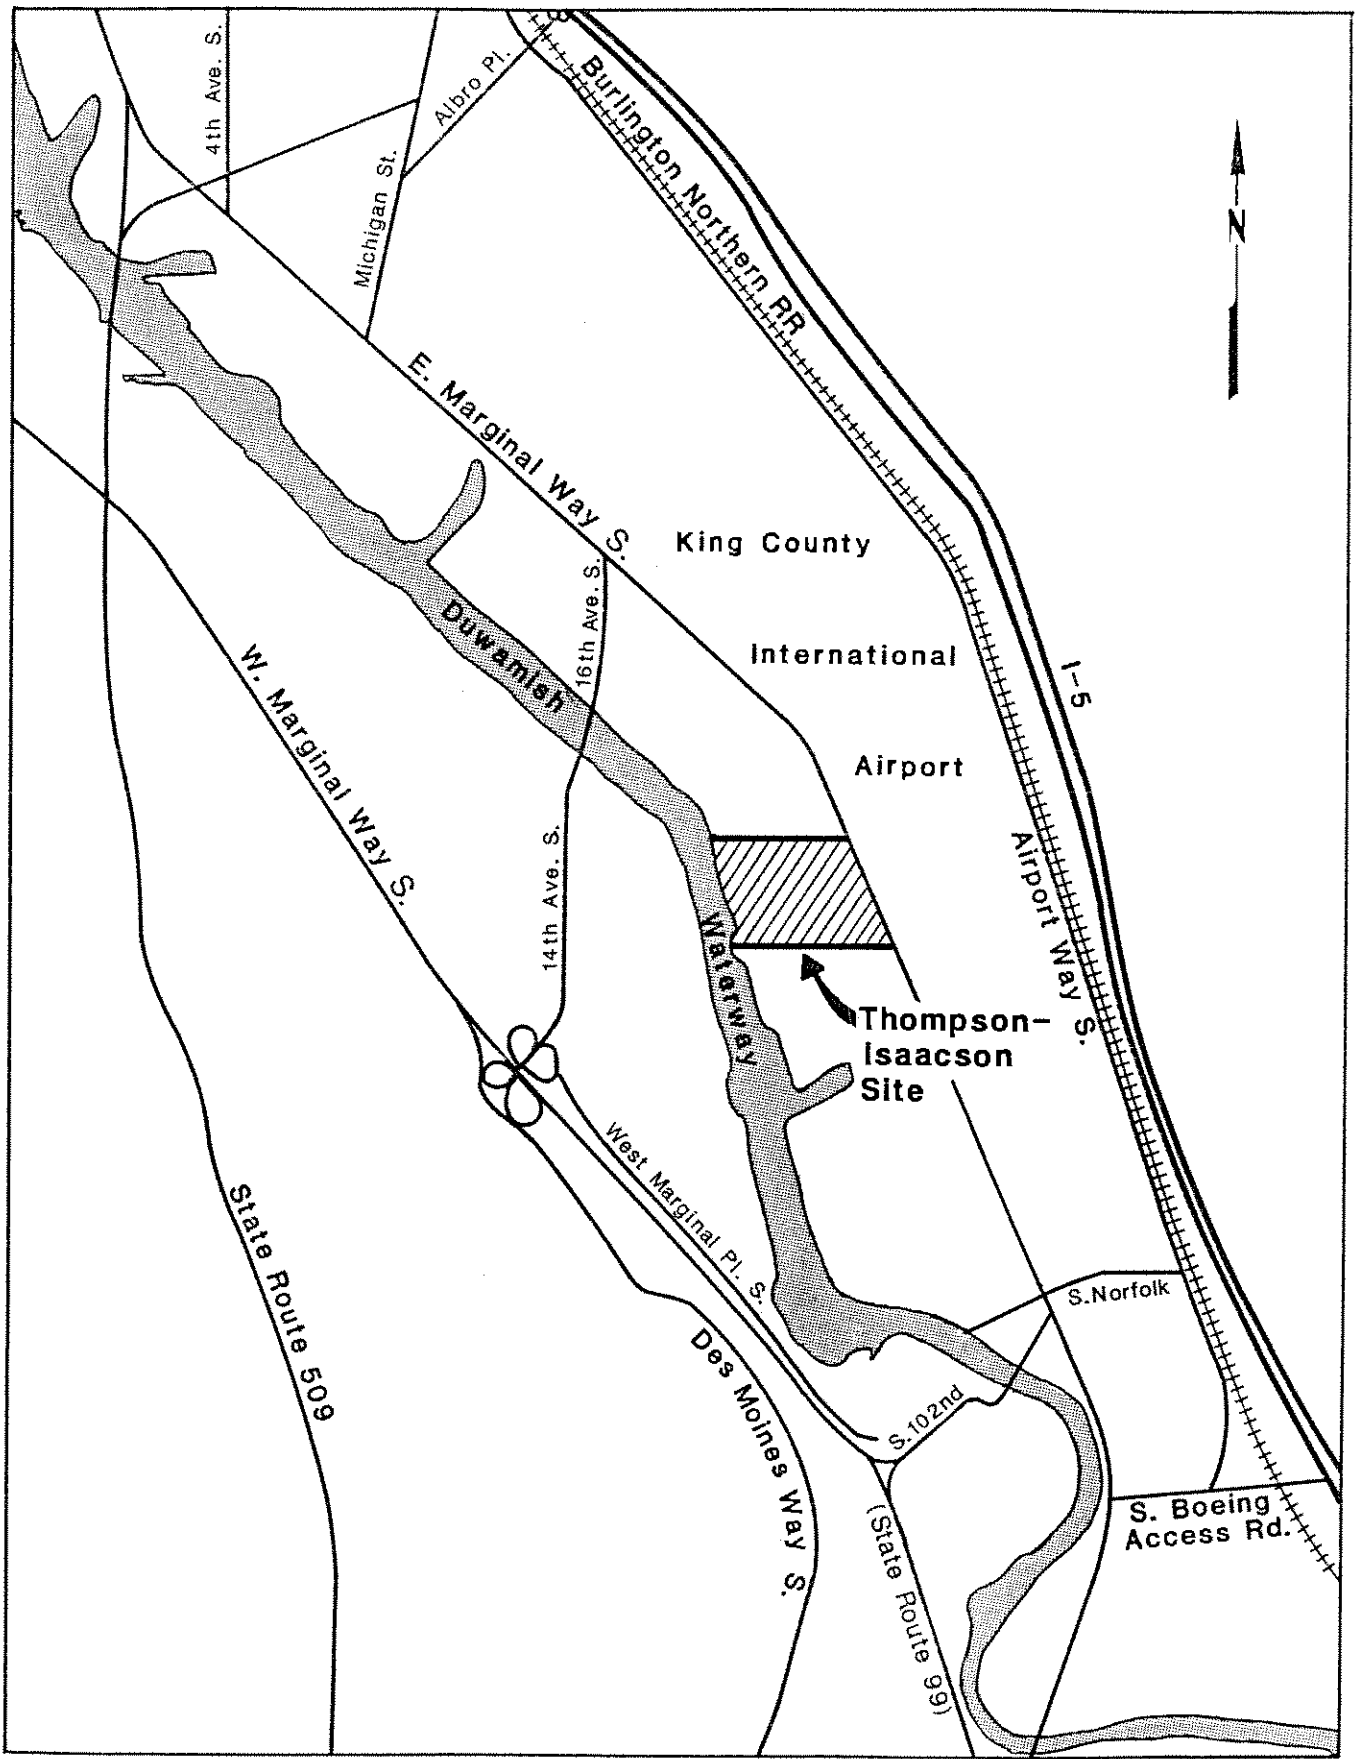 4th Ave. S.
Albro Pl.
Burlington Northern RR
Michigan St.
N
E. Marginal Way S.
King County
International
Airport
16th Ave. S.
Duwamish
Waterway
I-5
W. Marginal Way S.
14th Ave. S.
Airport Way S.
Thompson-
Isaacson
Site
West Marginal Pl. S.
State Route 509
S.Norfolk
Des Moines Way S.
S.102nd
(State Route 99)
S. Boeing
Access Rd.